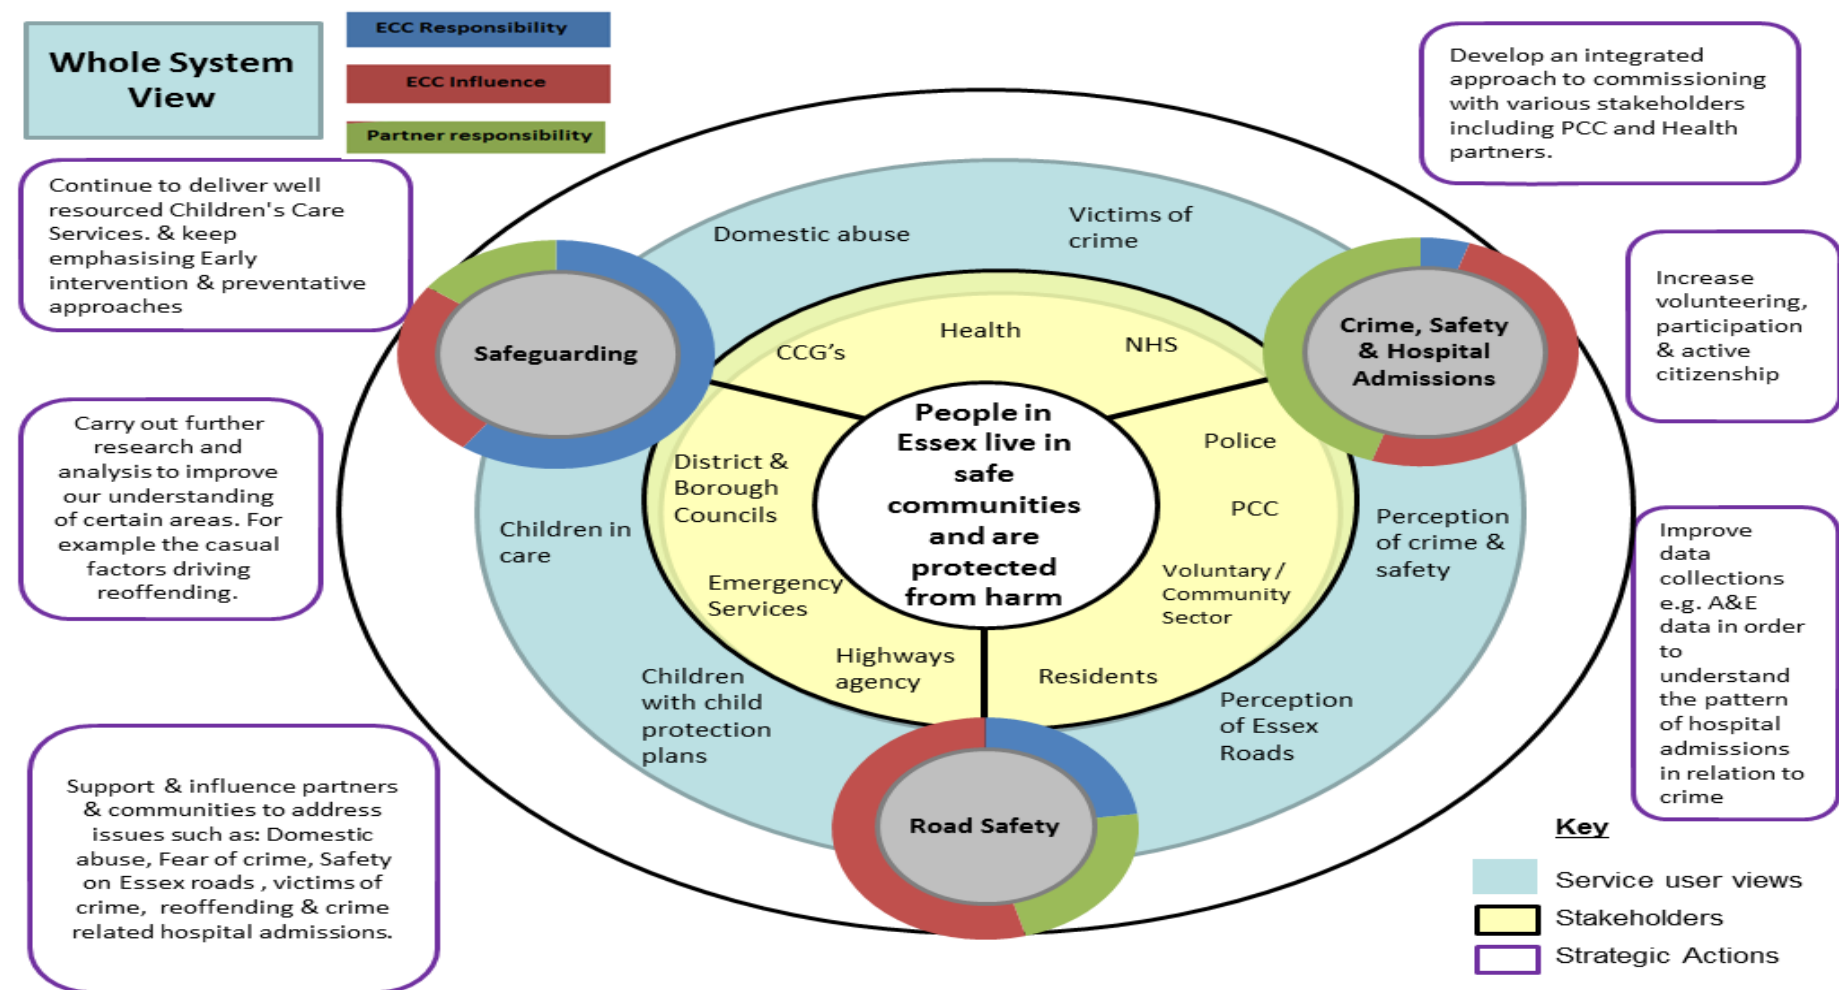 Whole System
View
ECC Responsibility
ECC Influence
Partner responsibility
Continue to deliver well
resourced Children's Care
Services. & keep
emphasising Early
intervention & preventative
approaches
Carry out further
research and
analysis to improve
our understanding
of certain areas. For
example the casual
factors driving
reoffending.
Support & influence partners
& communities to address
issues such as: Domestic
abuse, Fear of crime, Safety
on Essex roads , victims of
crime, reoffending & crime
related hospital admissions.
Domestic abuse
Victims of
crime
Safeguarding
Crime, Safety
& Hospital
Admissions
CCG's
Health
NHS
People in
Essex live in
safe
communities
and are
protected
from harm
District &
Borough
Councils
Emergency
Services
Highways
agency
Police
PCC
Voluntary /
Community
Sector
Residents
Children in
care
Children
with child
protection
plans
Perception
of crime &
safety
Perception
of Essex
Roads
Road Safety
Develop an integrated
approach to commissioning
with various stakeholders
including PCC and Health
partners.
Increase
volunteering,
participation
& active
citizenship
Improve
data
collections
e.g. A&E
data in order
to
understand
the pattern
of hospital
admissions
in relation to
crime
Key
Service user views
Stakeholders
Strategic Actions